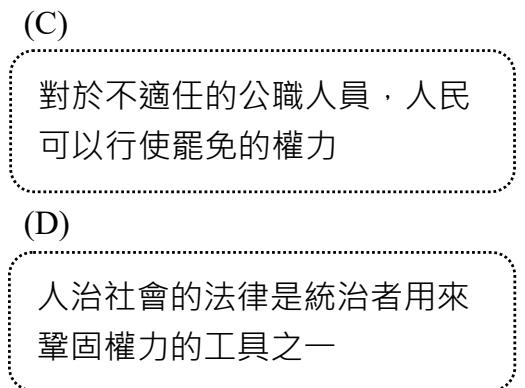 (C)
對於不適任的公職人員，人民
可以行使罷免的權力
(D)
人治社會的法律是統治者用來
鞏固權力的工具之一